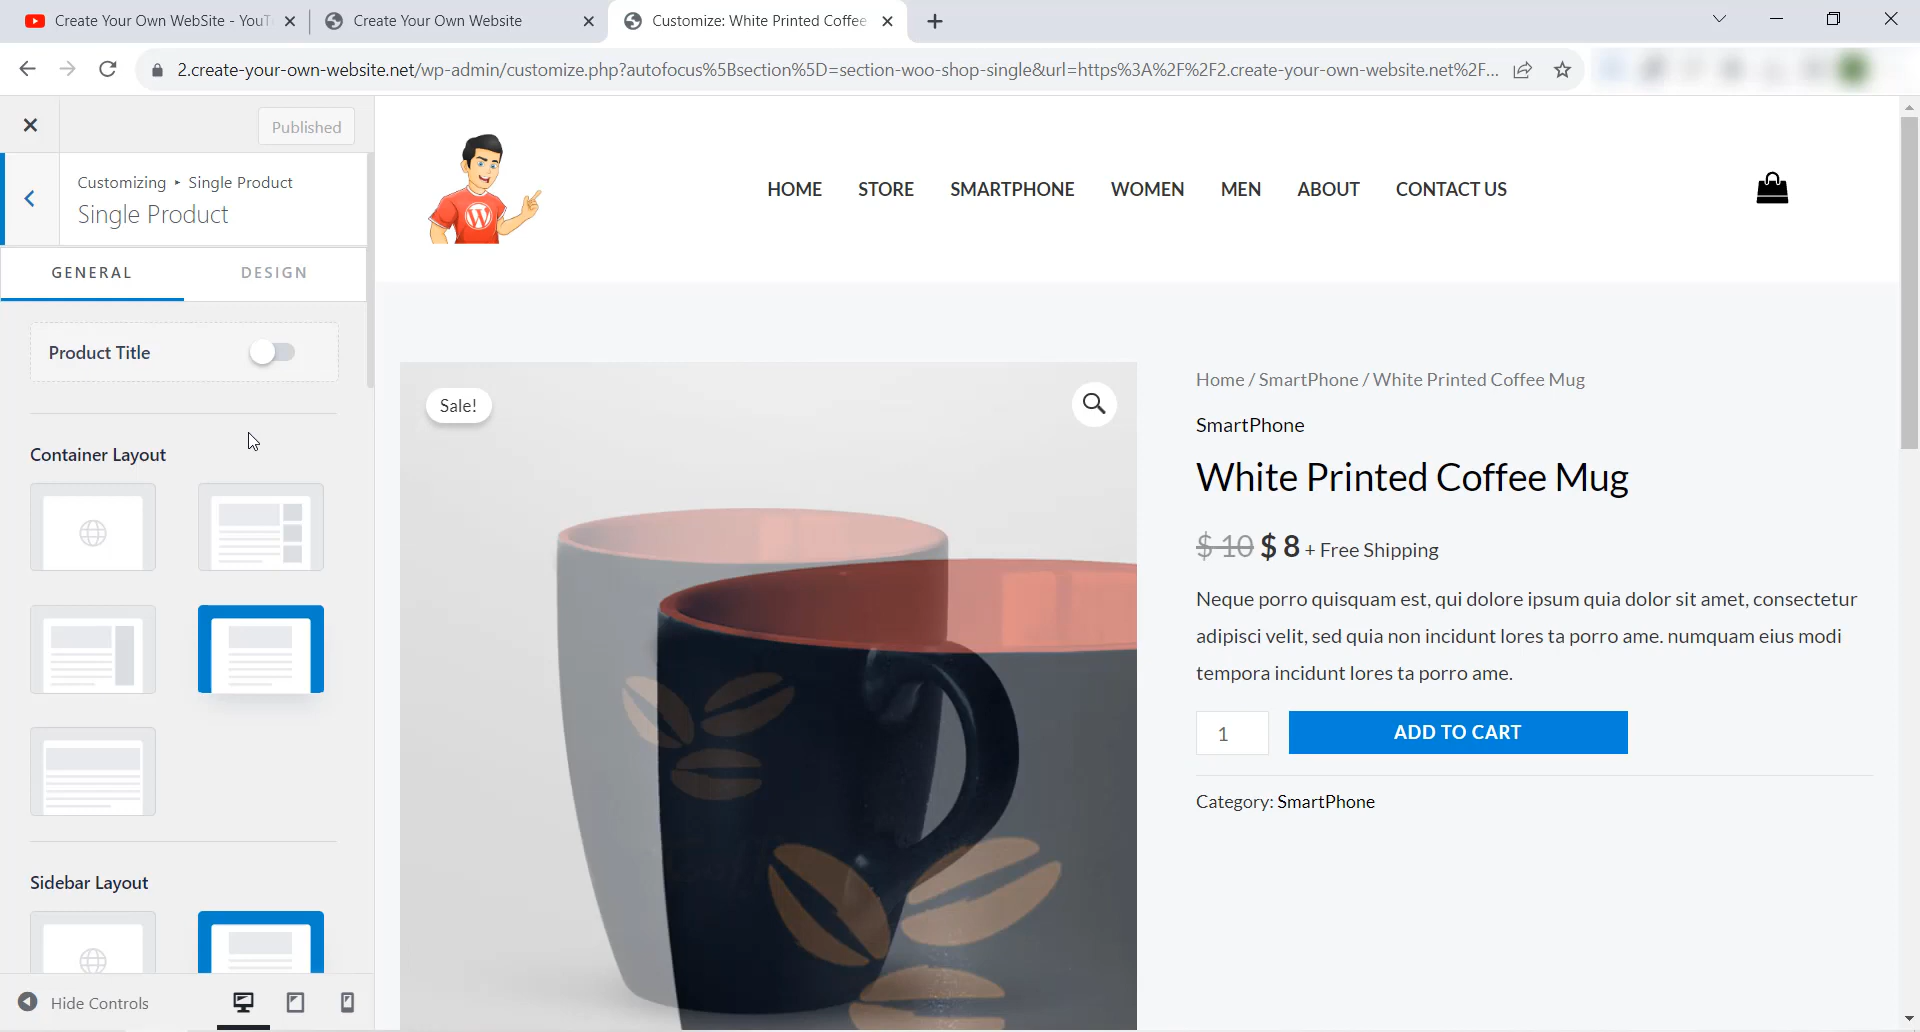 Create Your Own WebSite - YouT
Create Your Own Website
Customize: White Printed Coffee
2.create-your-own-website.net/wp-admin/customize.php?autofocus%5Bsection%5D=section-woo-shop-single&url=https%3A%2F%2F2.create-your-own-website.net%2F...
Published
Customizing ▸ Single Product
Single Product
GENERAL
DESIGN
Product Title
Container Layout
Sidebar Layout
Hide Controls
HOME
STORE
SMARTPHONE
WOMEN
MEN
ABOUT
CONTACT US
Sale!
Home / SmartPhone / White Printed Coffee Mug
SmartPhone
White Printed Coffee Mug
$ 10 $ 8 + Free Shipping
Neque porro quisquam est, qui dolore ipsum quia dolor sit amet, consectetur
adipisci velit, sed quia non incidunt lores ta porro ame. numquam eius modi
tempora incidunt lores ta porro ame.
1
ADD TO CART
Category: SmartPhone